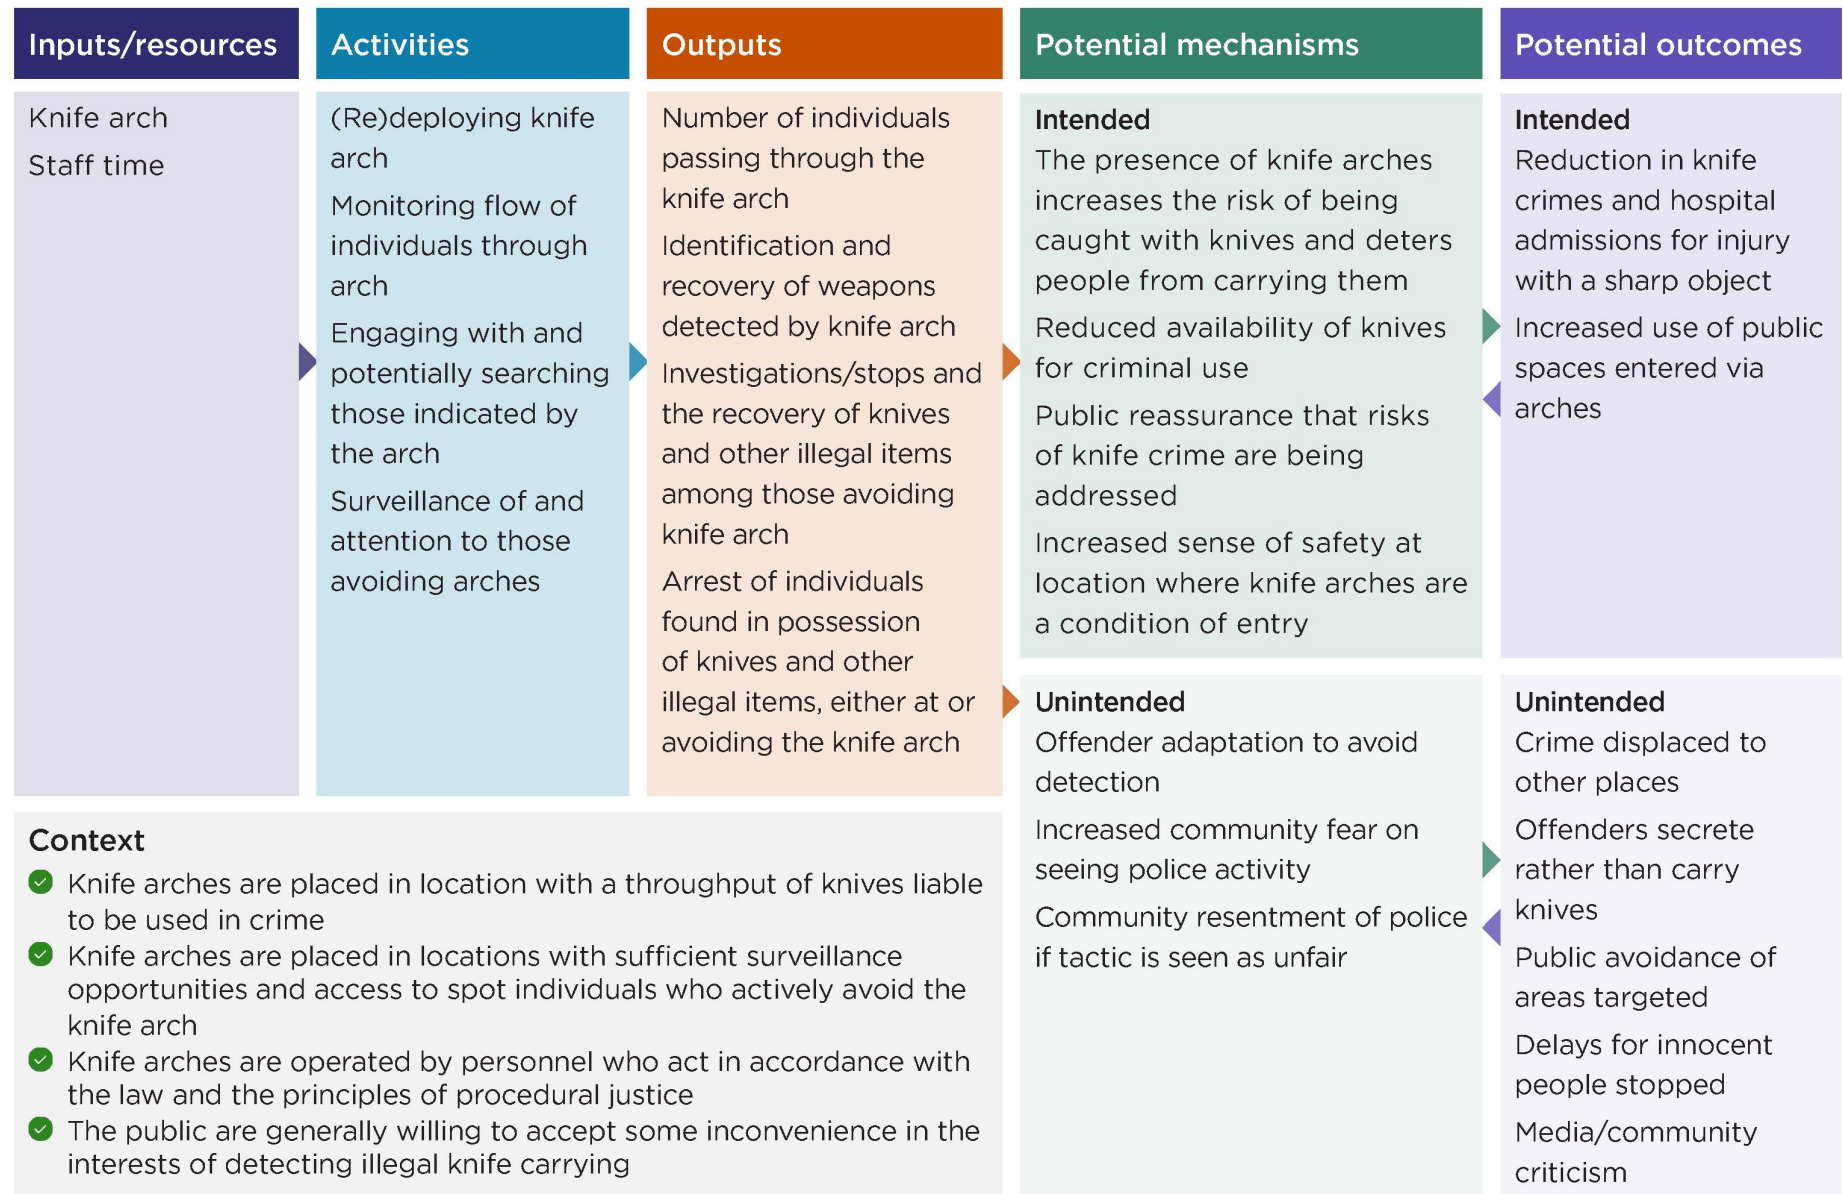 Inputs/resources
Knife arch
Staff time
Activities
(Re)deploying knife
arch
Monitoring flow of
individuals through
arch
Engaging with and
potentially searching
those indicated by
the arch
Surveillance of and
attention to those
avoiding arches
Outputs
Number of individuals
passing through the
knife arch
Identification and
recovery of weapons
detected by knife arch
Investigations/stops and
the recovery of knives
and other illegal items
among those avoiding
knife arch
Arrest of individuals
found in possession
of knives and other
illegal items, either at or
avoiding the knife arch
Potential mechanisms
Intended
The presence of knife arches
increases the risk of being
caught with knives and deters
people from carrying them
Reduced availability of knives
for criminal use
Public reassurance that risks
of knife crime are being
addressed
Increased sense of safety at
location where knife arches are
a condition of entry
Unintended
Offender adaptation to avoid
detection
Increased community fear on
seeing police activity
Community resentment of police
if tactic is seen as unfair
Potential outcomes
Intended
Reduction in knife
crimes and hospital
admissions for injury
with a sharp object
Increased use of public
spaces entered via
arches
Unintended
Crime displaced to
other places
Offenders secrete
rather than carry
knives
Public avoidance of
areas targeted
Delays for innocent
people stopped
Media/community
criticism
Context
Knife arches are placed in location with a throughput of knives liable
to be used in crime
Knife arches are placed in locations with sufficient surveillance
opportunities and access to spot individuals who actively avoid the
knife arch
Knife arches are operated by personnel who act in accordance with
the law and the principles of procedural justice
The public are generally willing to accept some inconvenience in the
interests of detecting illegal knife carrying